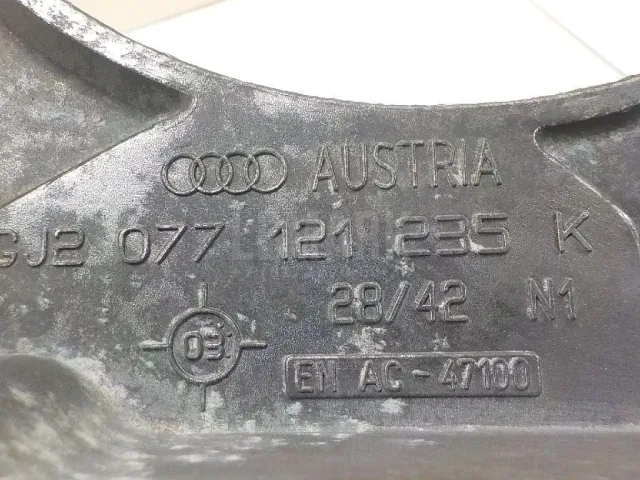 AUSTRIA
GJ2 077 121 235 K
28/42 N1
03
EN AC-47100